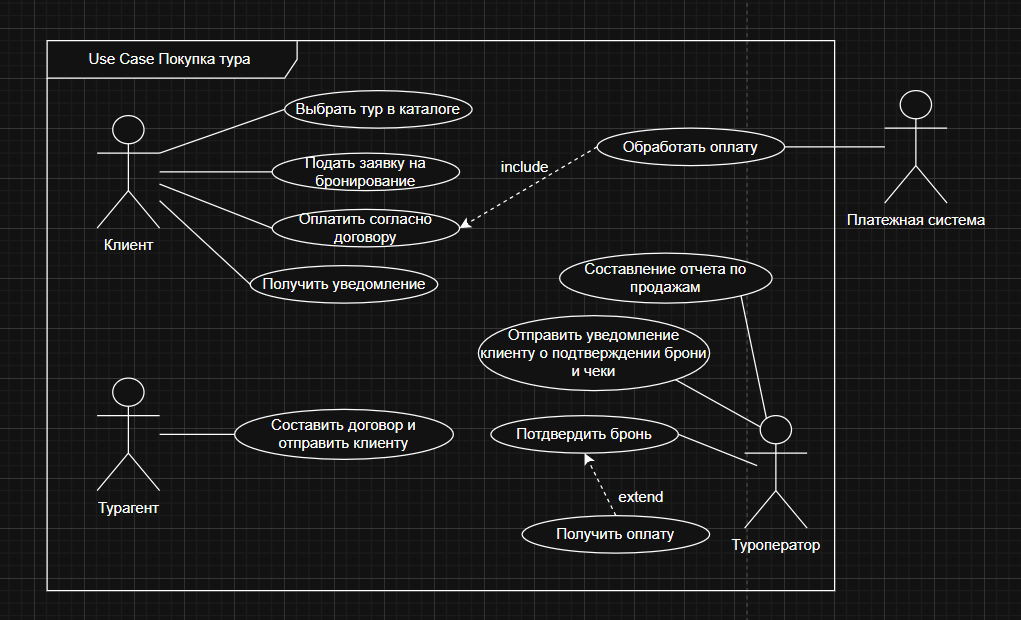 Use Case Покупка тура
Выбрать тур в каталоге
Подать заявку на
бронирование
Оплатить согласно
договору
Получить уведомление
Клиент
include
Обработать оплату
Платежная система
Составление отчета по
продажам
Отправить уведомление
клиенту о подтверждении брони
и чеки
Потдвердить бронь
extend
Получить оплату
Туроператор
Составить договор и
отправить клиенту
Турагент